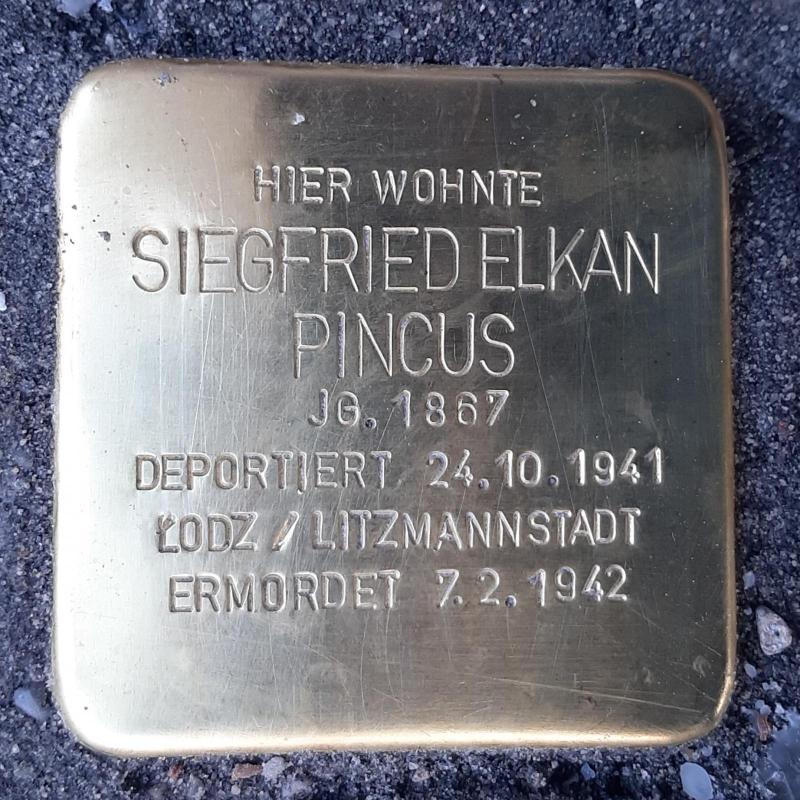 HIER WOHNTE
SIEGFRIED ELKAN
PINCUS
JG. 1867
DEPORTIERT 24.10.1941
ŁODZ / LITZMANNSTADT
ERMORDET 7.2.1942